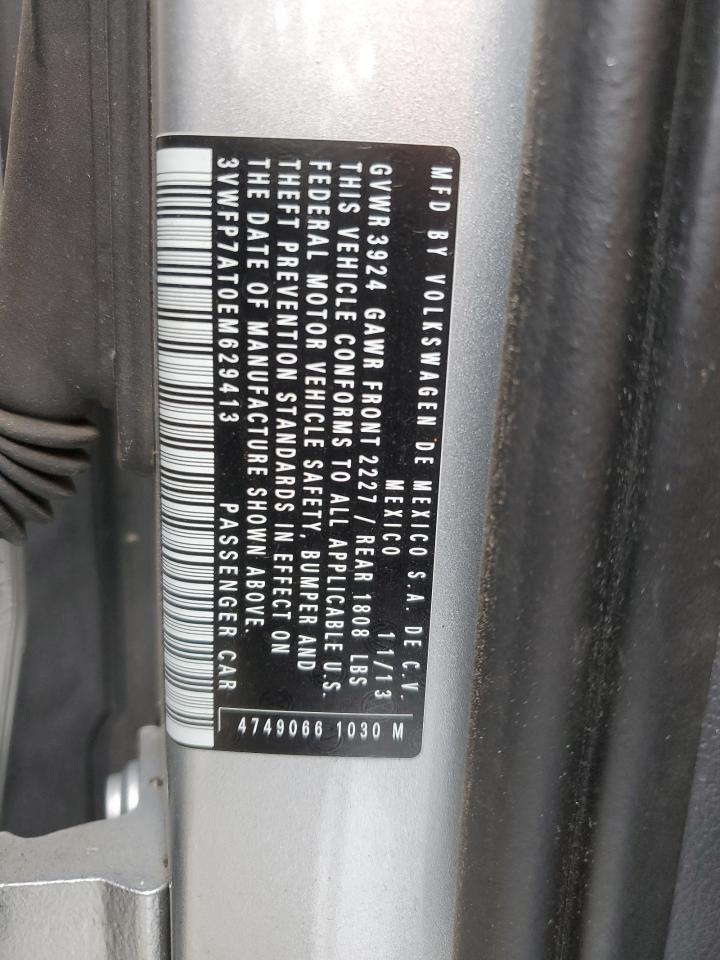 MFD BY VOLKSWAGEN DE MEXICO S.A. DE C.V.
MEXICO 11/13
GVWR 3924 GAWR FRONT 2227 / REAR 1808 LBS
THIS VEHICLE CONFORMS TO ALL APPLICABLE U.S.
FEDERAL MOTOR VEHICLE SAFETY, BUMPER AND
THEFT PREVENTION STANDARDS IN EFFECT ON
THE DATE OF MANUFACTURE SHOWN ABOVE.
3VWFP7AT0EM629413 PASSENGER CAR
4749066 1030 M